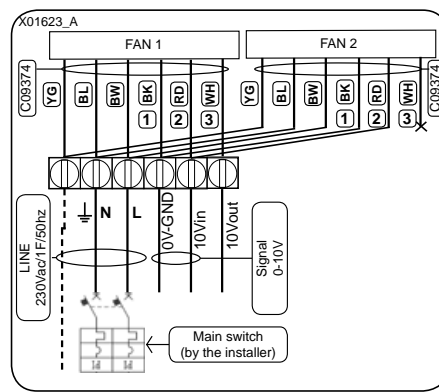 X01623_A
FAN 1
FAN 2
C09374
YG
BL
BW
BK
RD
WH
YG
BL
BW
BK
RD
WH
C09374
1
2
3
1
2
3
N
L
0V-GND
10Vin
10Vout
LINE
230Vac/1F/50hz
Signal
0-10V
Main switch
(by the installer)